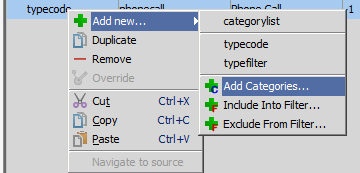 typecode phonecall Phone Call 1
Add new...
Duplicate
Remove
Override
Cut Ctrl+X
Copy Ctrl+C
Paste Ctrl+V
Navigate to source
categorylist
typecode
typefilter
Add Categories...
Include Into Filter...
Exclude From Filter...